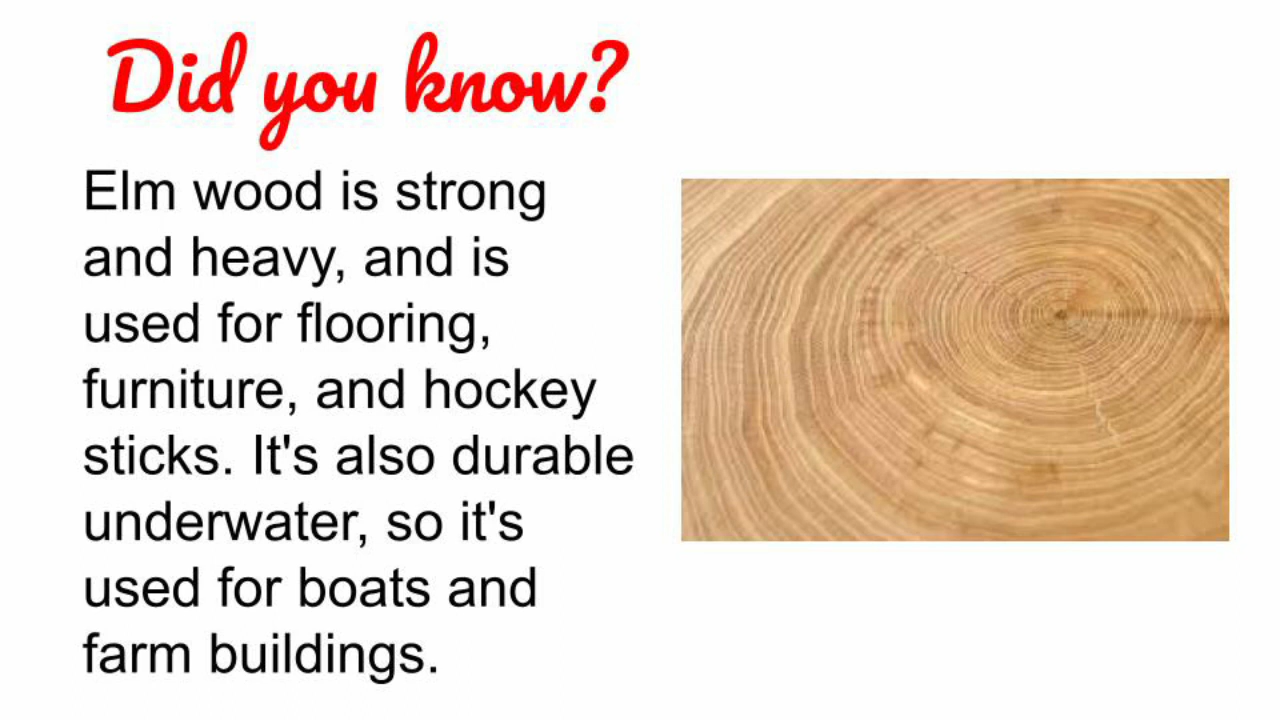 Did you know?
Elm wood is strong
and heavy, and is
used for flooring,
furniture, and hockey
sticks. It's also durable
underwater, so it's
used for boats and
farm buildings.